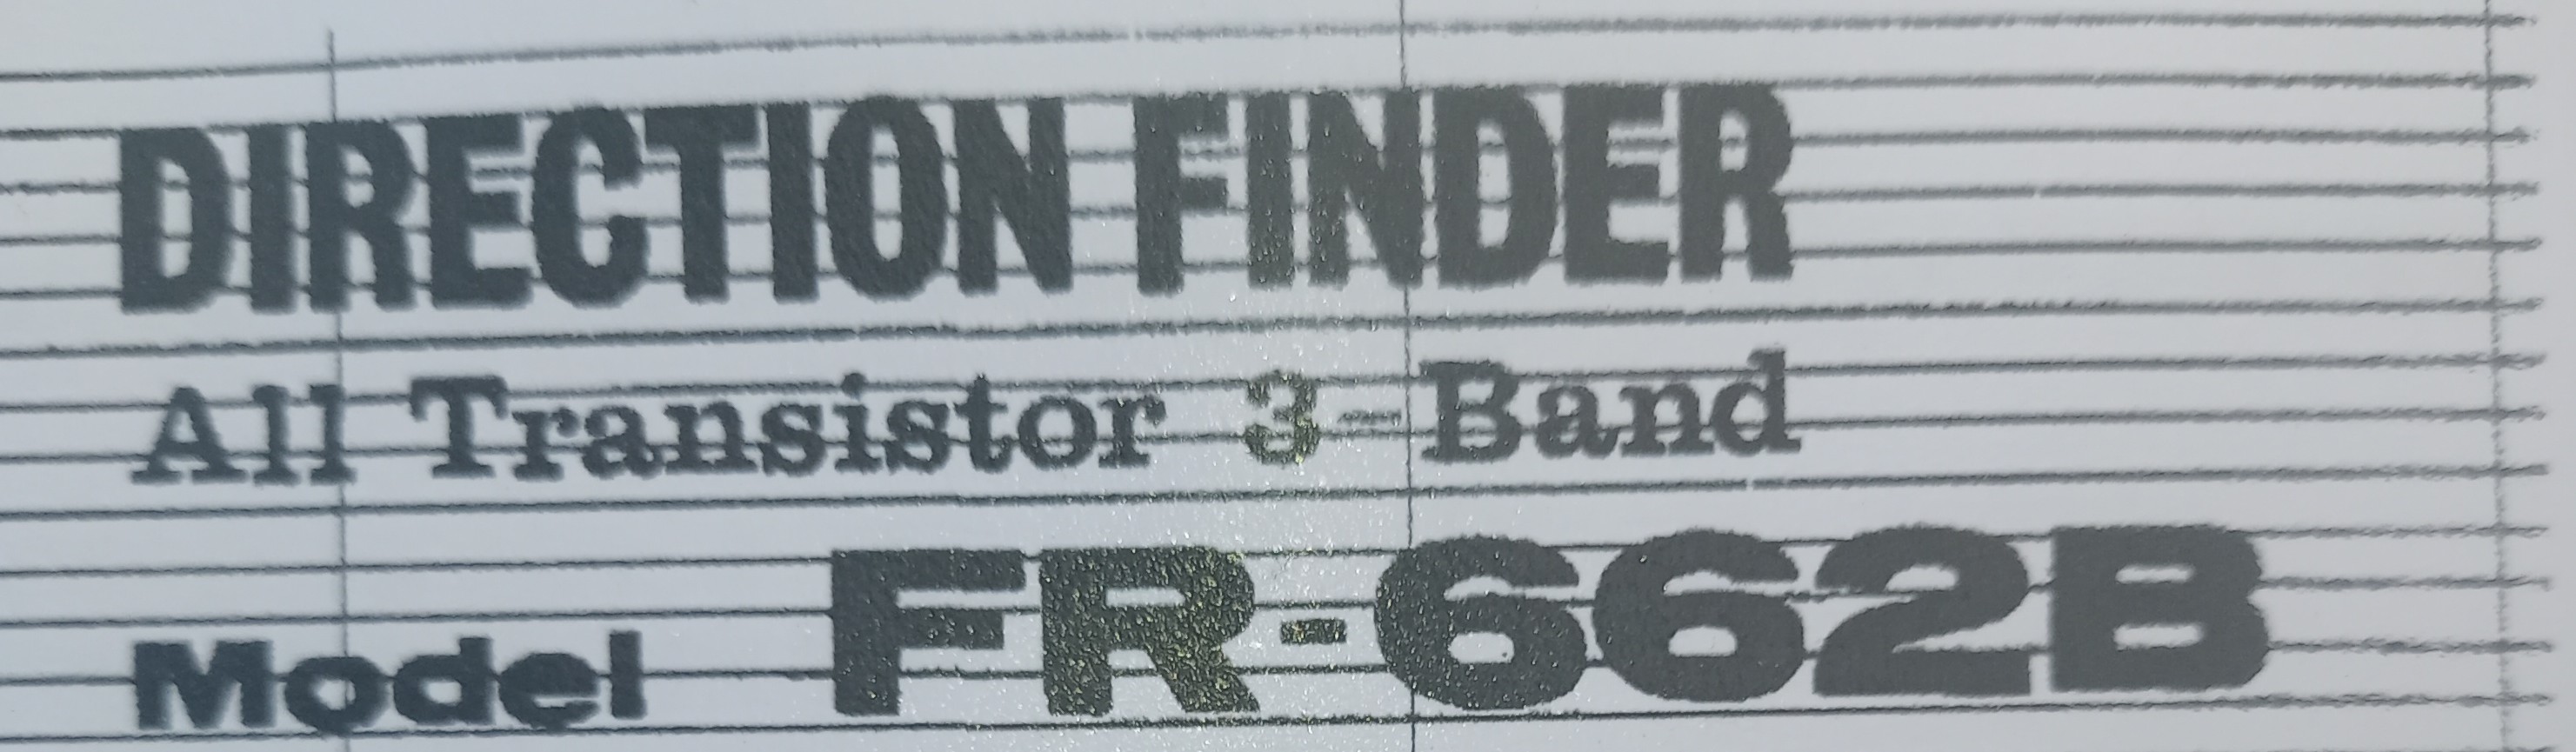 DIRECTION FINDER
All Transistor 3-Band
Model FR-662B